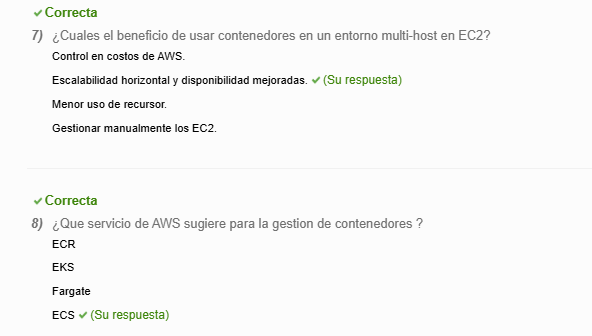 Correcta
7) ¿Cuales el beneficio de usar contenedores en un entorno multi-host en EC2?
Control en costos de AWS.
Escalabilidad horizontal y disponibilidad mejoradas. ✓ (Su respuesta)
Menor uso de recursor.
Gestionar manualmente los EC2.
Correcta
8) ¿Que servicio de AWS sugiere para la gestion de contenedores ?
ECR
EKS
Fargate
ECS ✓ (Su respuesta)